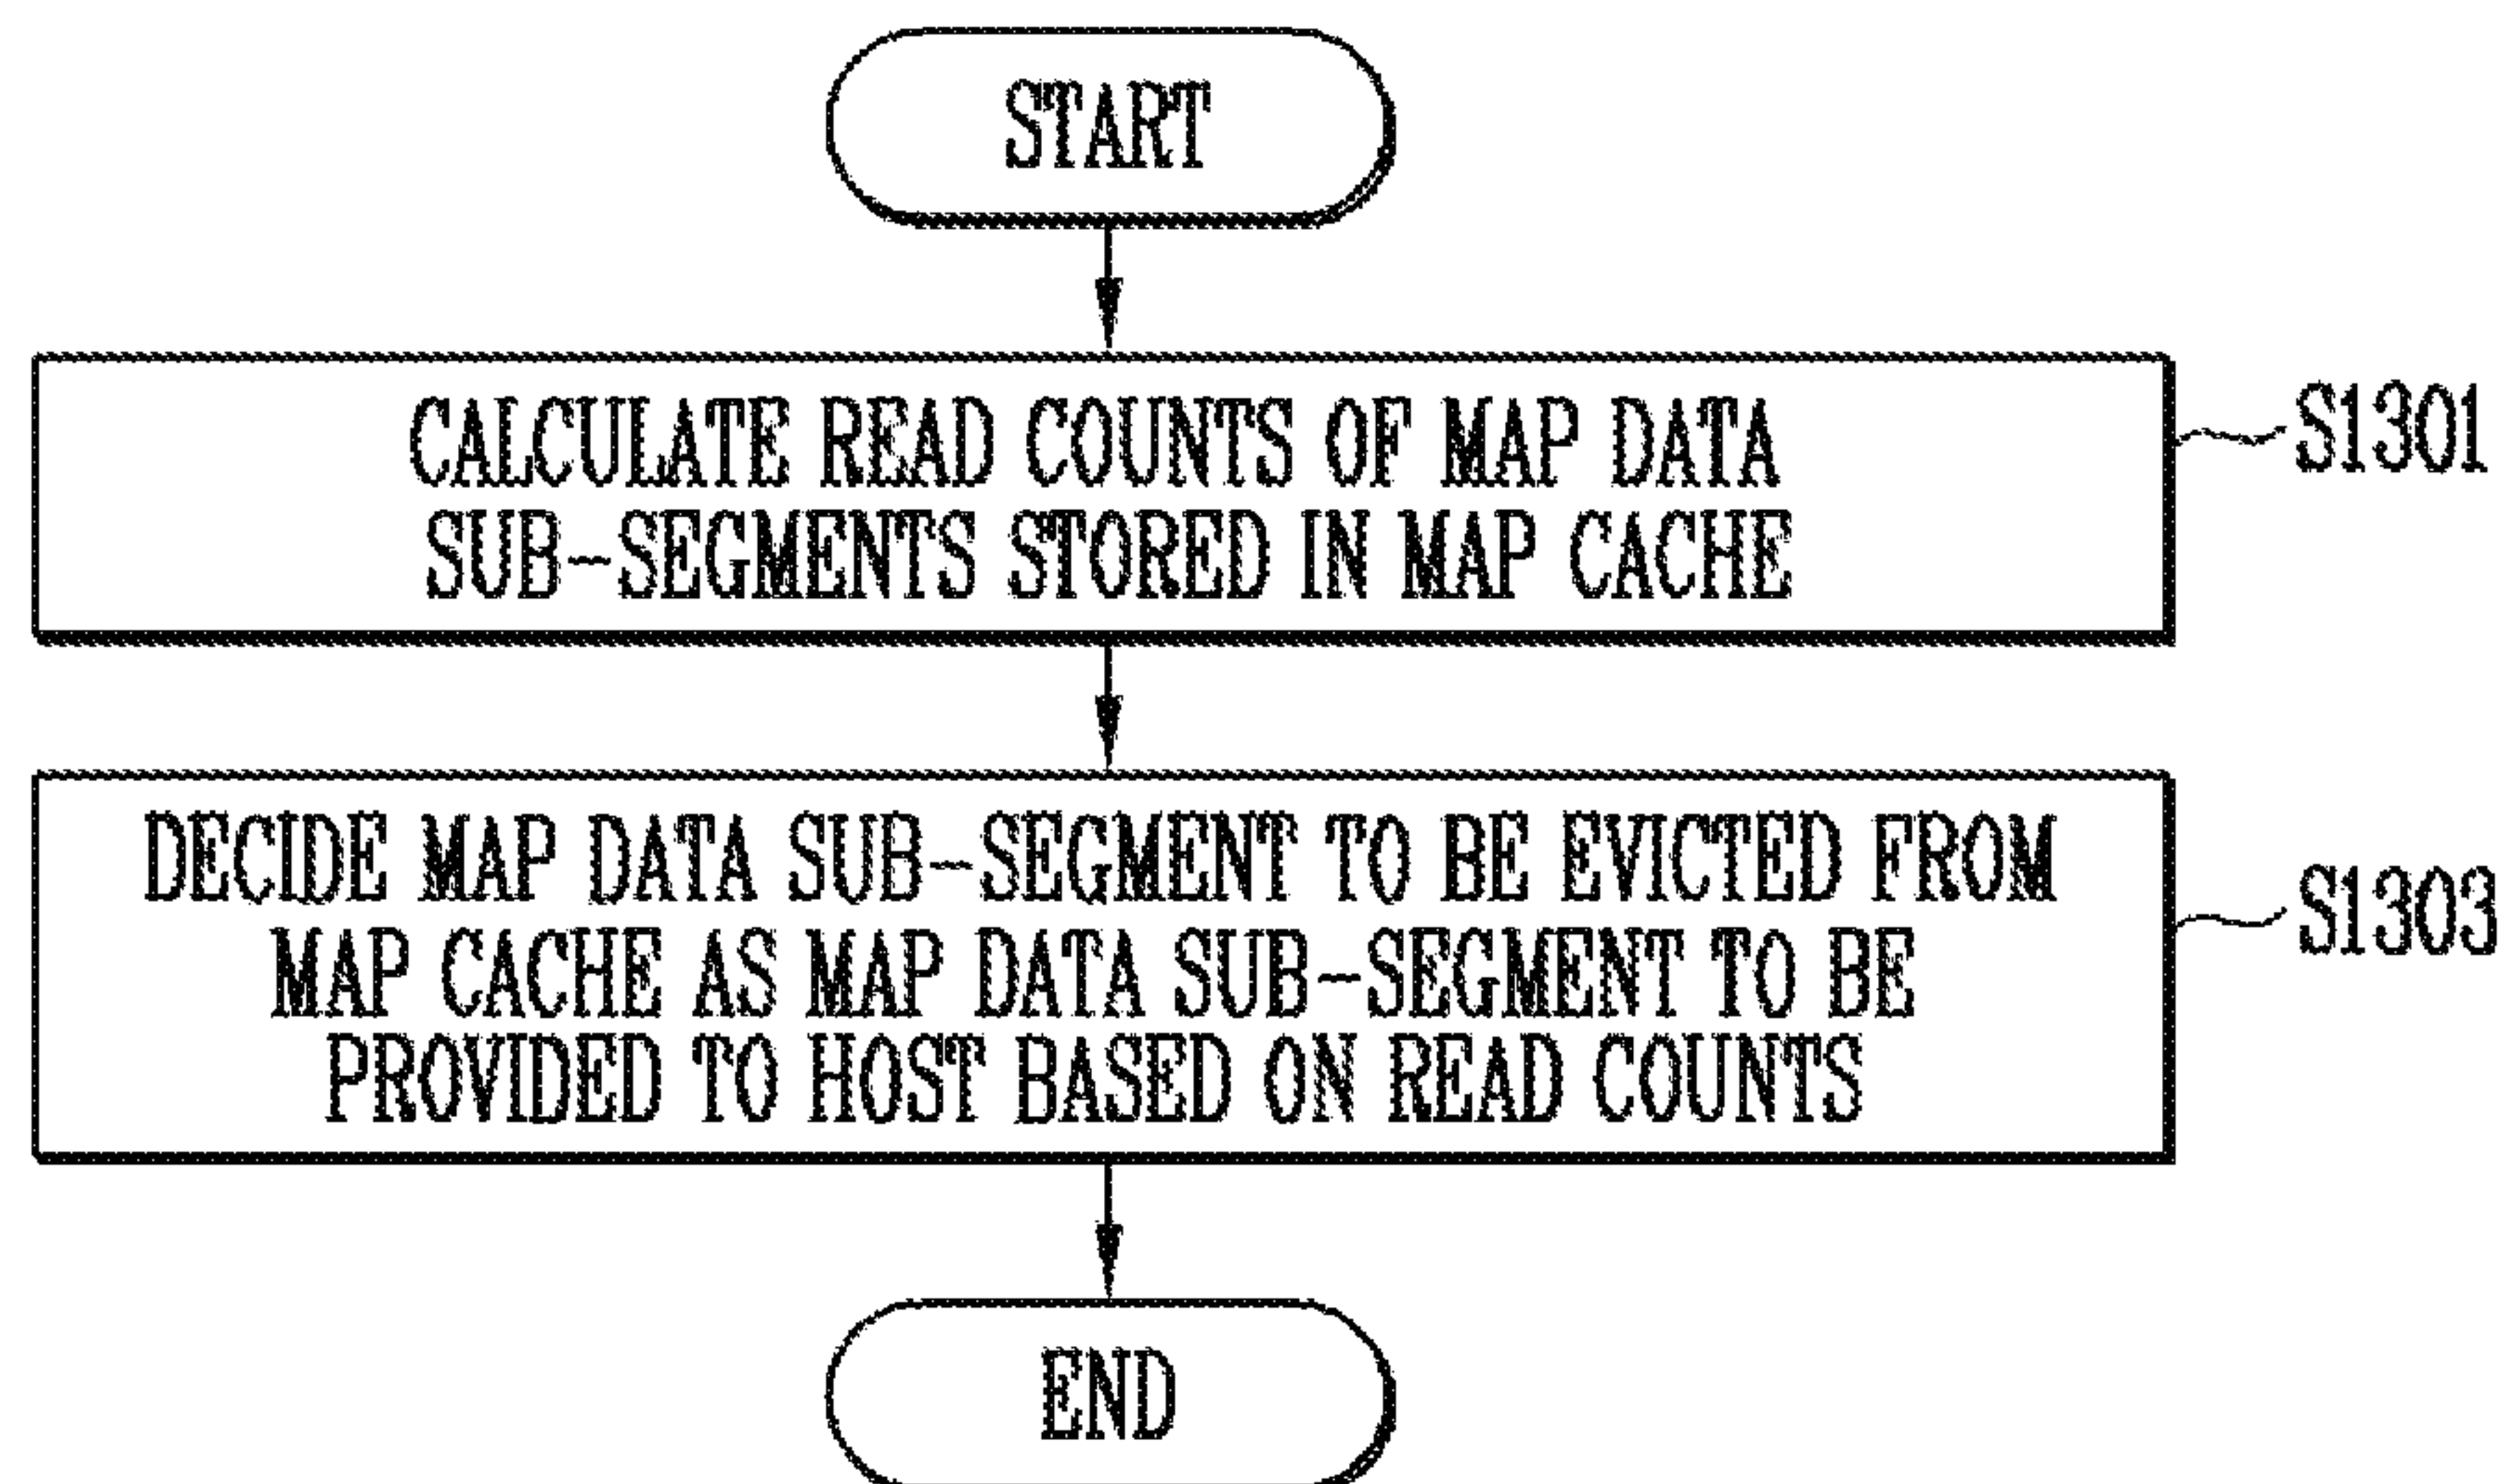 START
CALCULATE READ COUNTS OF MAP DATA
SUB-SEGMENTS STORED IN MAP CACHE
S1301
DECIDE MAP DATA SUB-SEGMENT TO BE EVICTED FROM
MAP CACHE AS MAP DATA SUB-SEGMENT TO BE
PROVIDED TO HOST BASED ON READ COUNTS
S1303
END